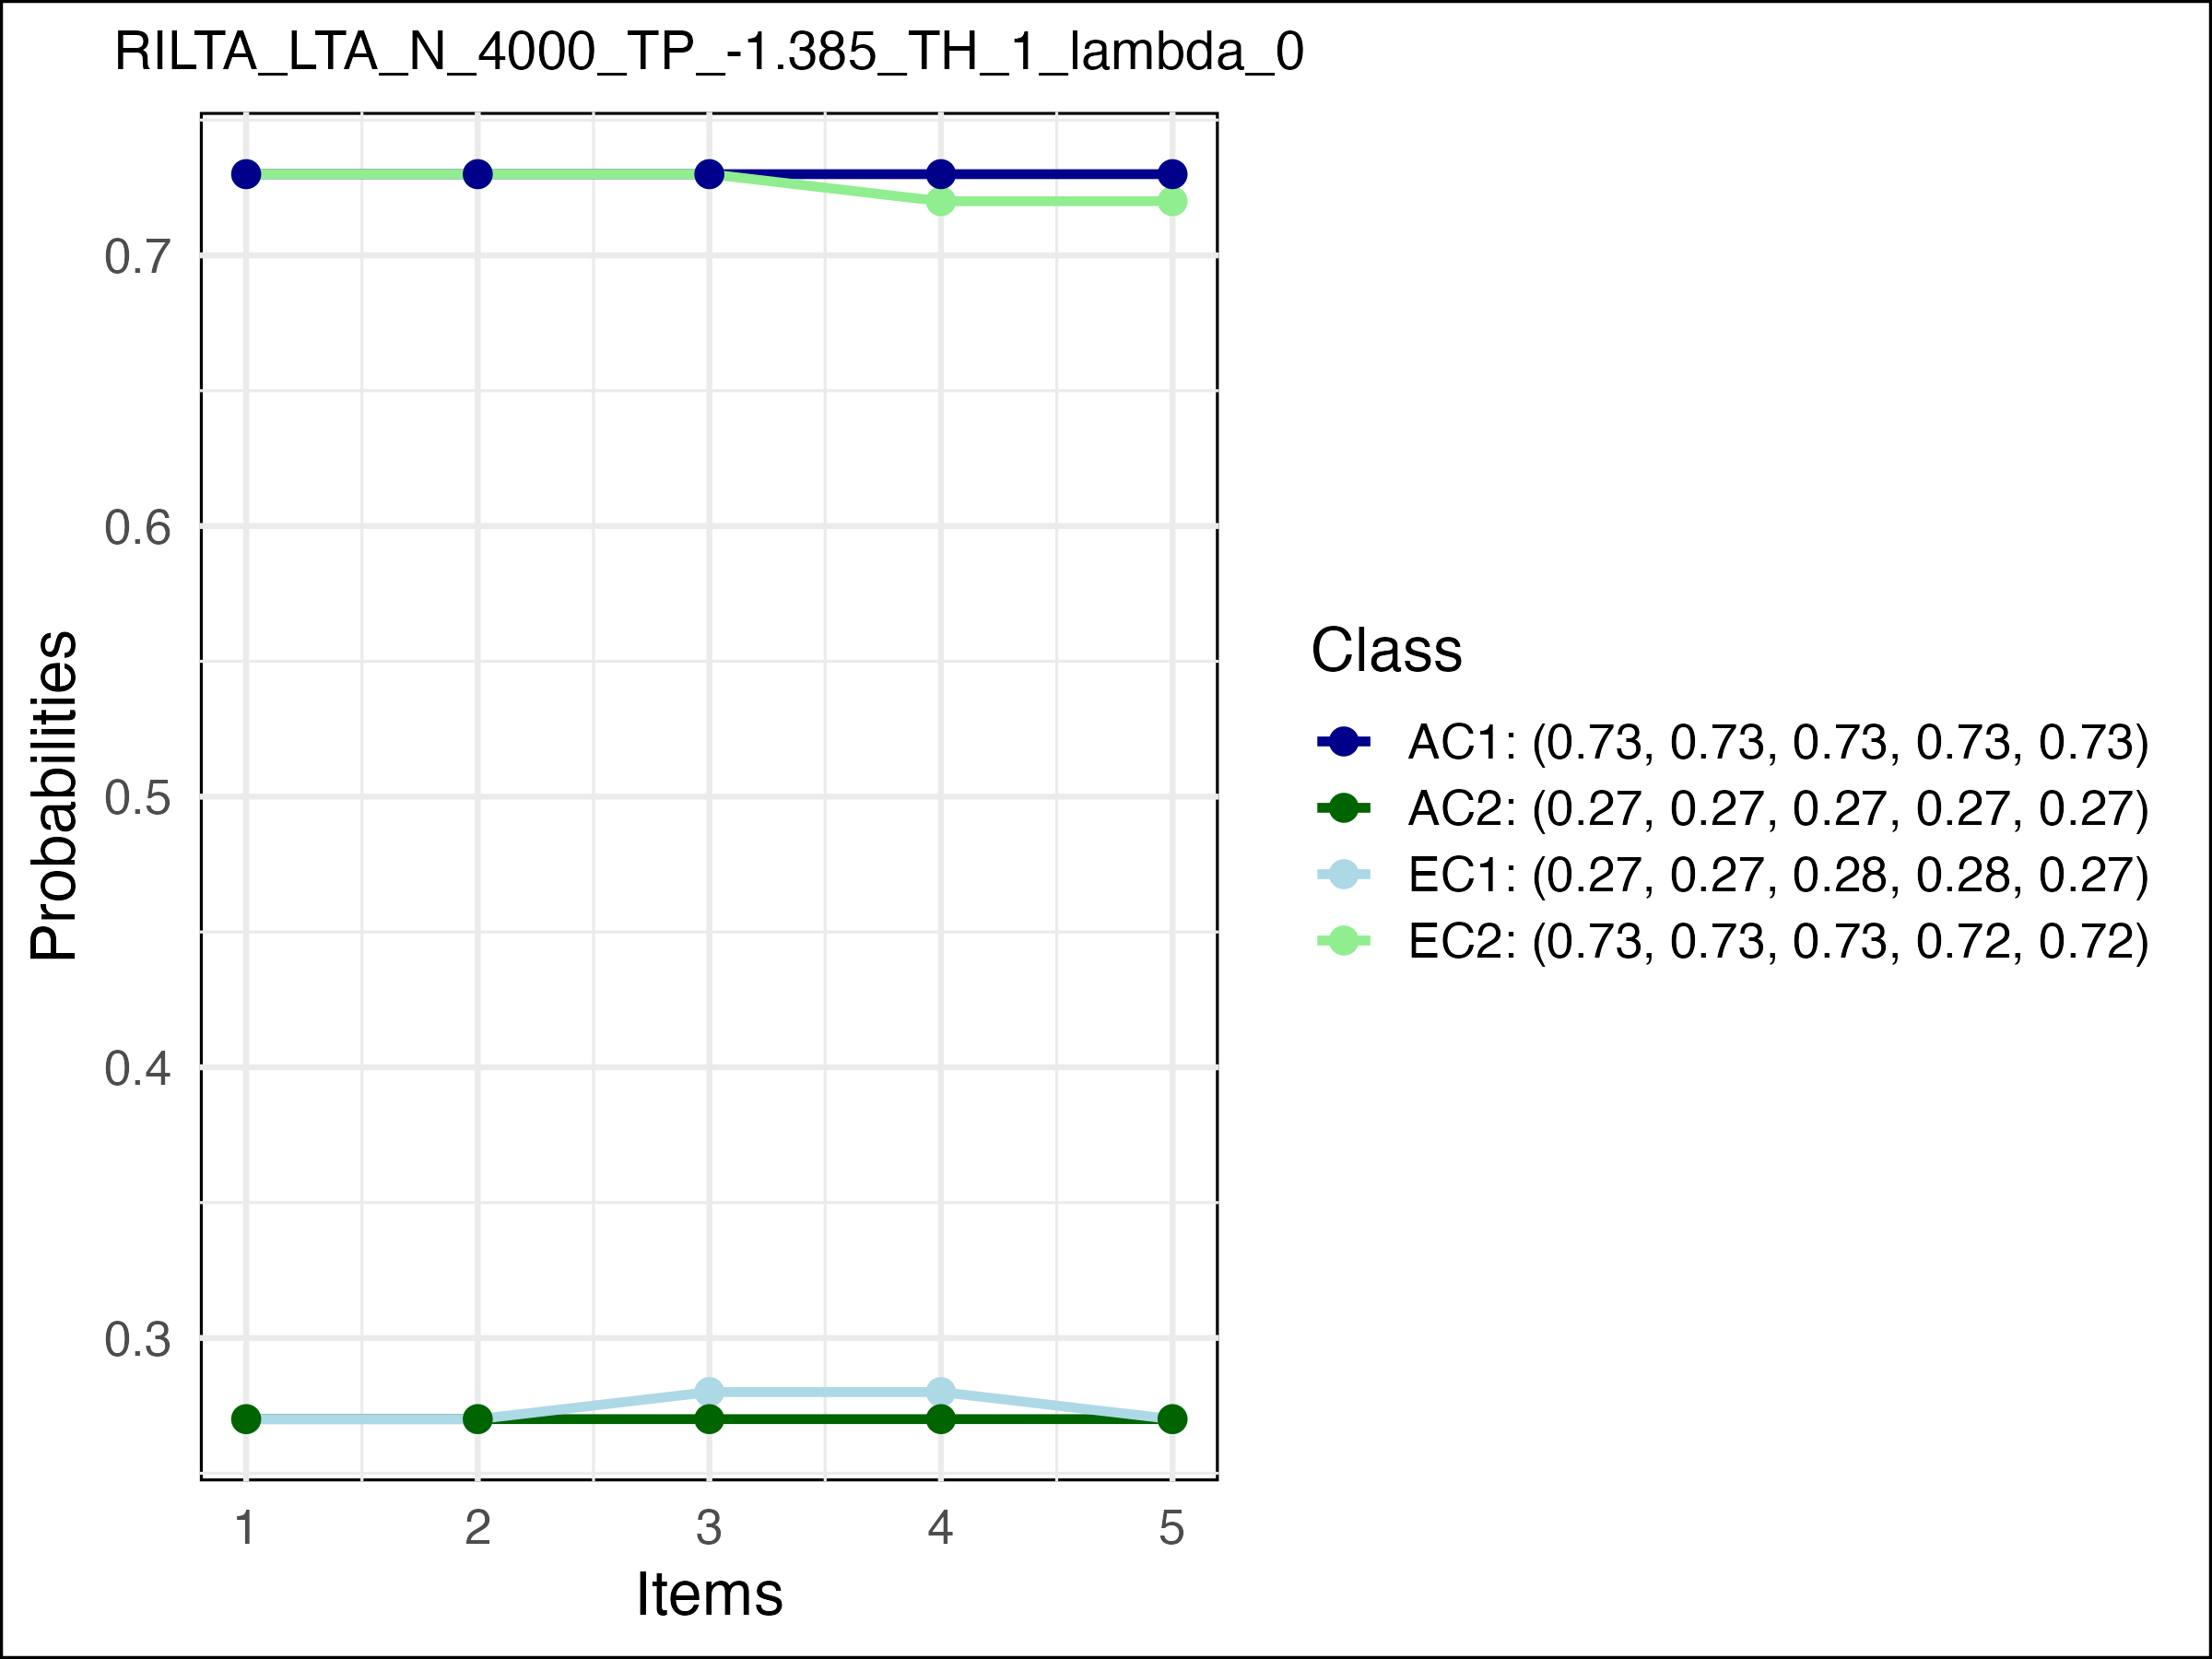 RILTA_LTA_N_4000_TP_-1.385_TH_1_lambda_0
0.7
0.6
0.5
0.4
0.3
Probabilities
1 2 3 4 5
Items
Class
AC1: (0.73, 0.73, 0.73, 0.73, 0.73)
AC2: (0.27, 0.27, 0.27, 0.27, 0.27)
EC1: (0.27, 0.27, 0.28, 0.28, 0.27)
EC2: (0.73, 0.73, 0.73, 0.72, 0.72)